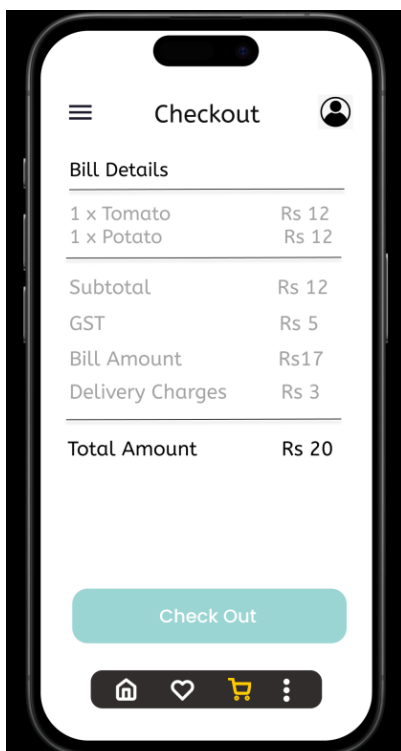 Checkout
Bill Details
1 x Tomato Rs 12
1 x Potato Rs 12
Subtotal Rs 12
GST Rs 5
Bill Amount Rs17
Delivery Charges Rs 3
Total Amount Rs 20
Check Out